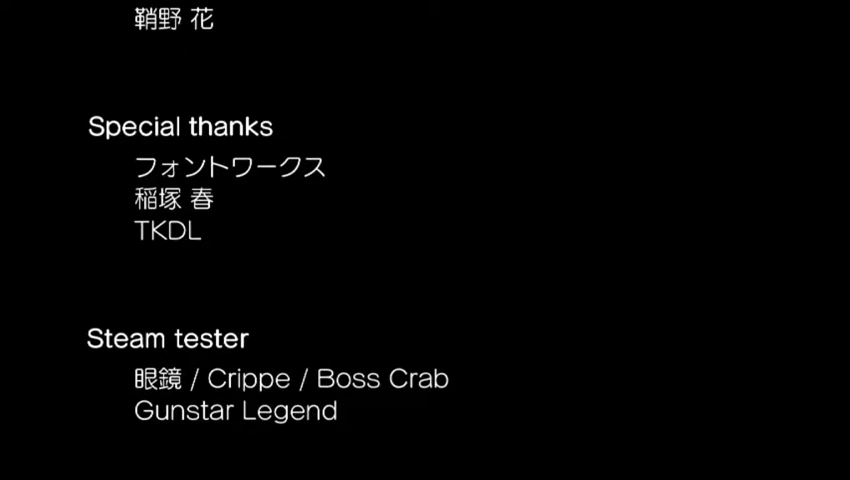 鞘野 花
Special thanks
フォントワークス
稲塚 春
TKDL
Steam tester
眼鏡 / Crippe / Boss Crab
Gunstar Legend